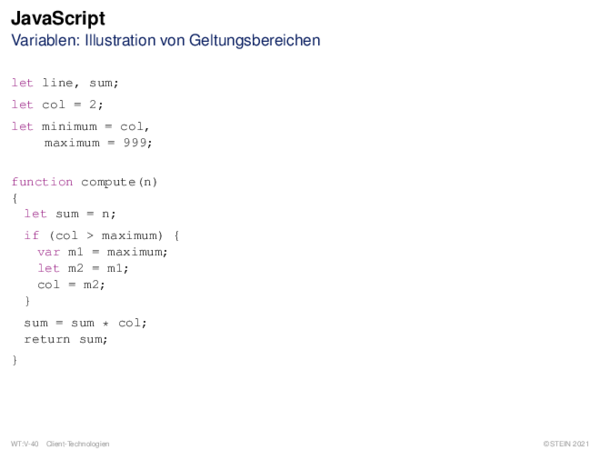 JavaScript
Variablen: Illustration von Geltungsbereichen
let line, sum;
let col = 2;
let minimum = col,
maximum = 999;
function compute(n)
{
let sum = n;
if (col > maximum) {
var m1 = maximum;
let m2 = m1;
col = m2;
}
sum = sum * col;
return sum;
}
WT:V-40 Client-Technologien ©STEIN 2021